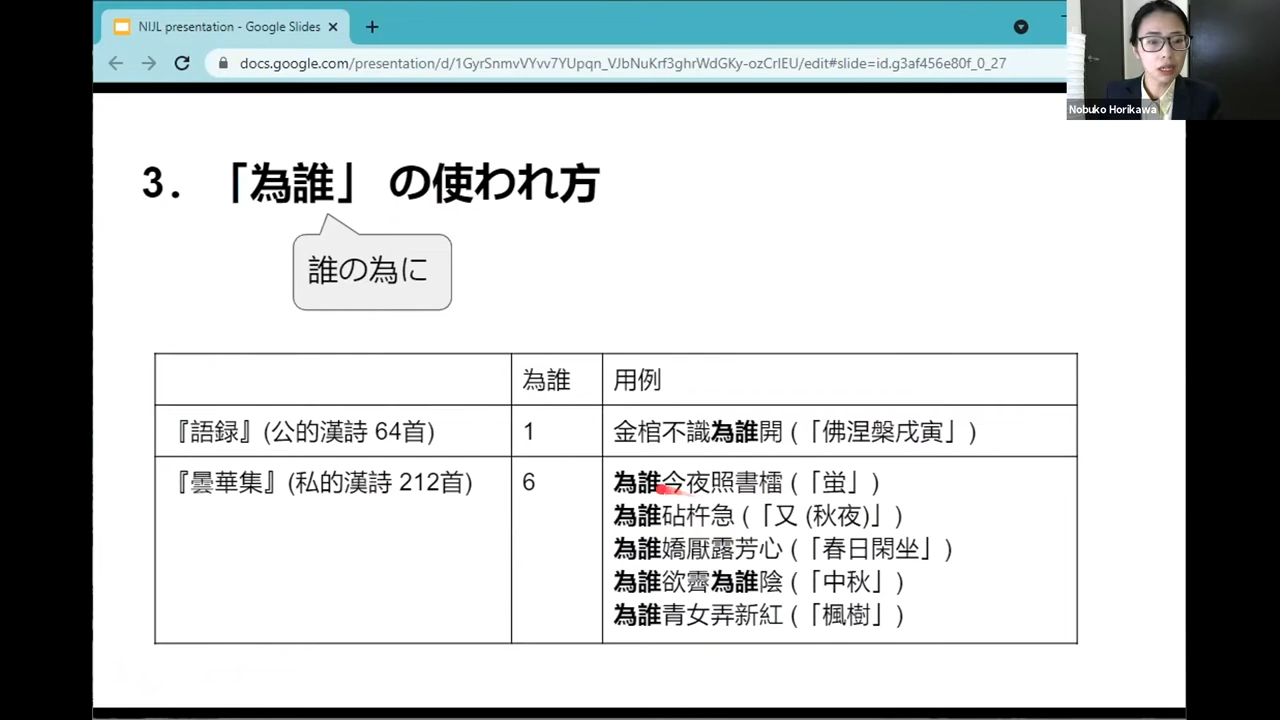 NIJL presentation - Google Slides
docs.google.com/presentation/d/1GyrSnmvVYvv7YUpqn_VJbNuKrf3ghrWdGKy-ozCrIEU/edit#slide=id.g3af456e80f_0_27
Nobuko Horikawa
3．「為誰」 の使われ方
誰の為に
為誰 用例
『語録』(公的漢詩 64首) 1 金棺不識為誰開 (「佛涅槃戌寅」)
『曇華集』(私的漢詩 212首) 6 為誰今夜照書檑 (「蛍」)
為誰砧杵急 (「又 (秋夜)」)
為誰嬌厭露芳心 (「春日閑坐」)
為誰欲霽為誰陰 (「中秋」)
為誰青女弄新紅 (「楓樹」)